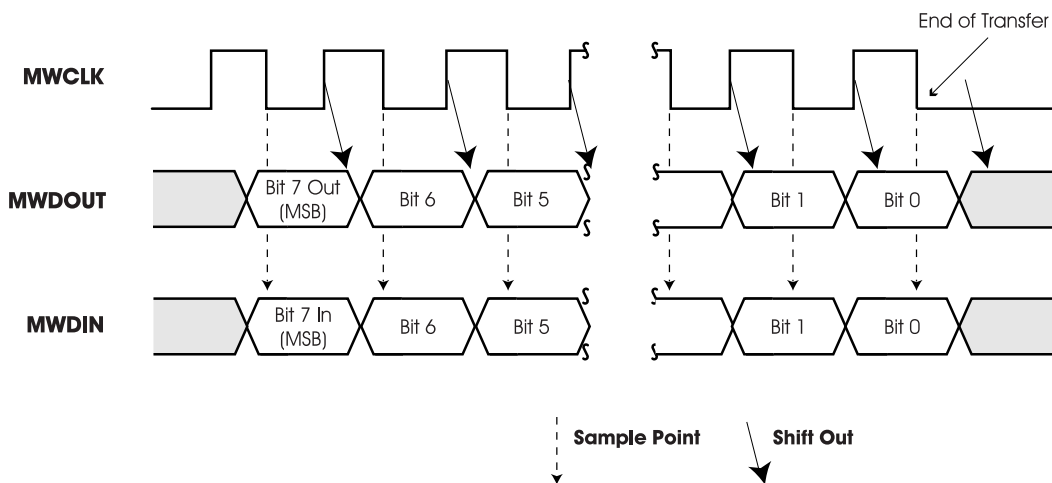 End of Transfer
MWCLK
MWDOUT
Bit 7 Out
(MSB)
Bit 6
Bit 5
Bit 1
Bit 0
MWDIN
Bit 7 In
(MSB)
Bit 6
Bit 5
Bit 1
Bit 0
Sample Point
Shift Out